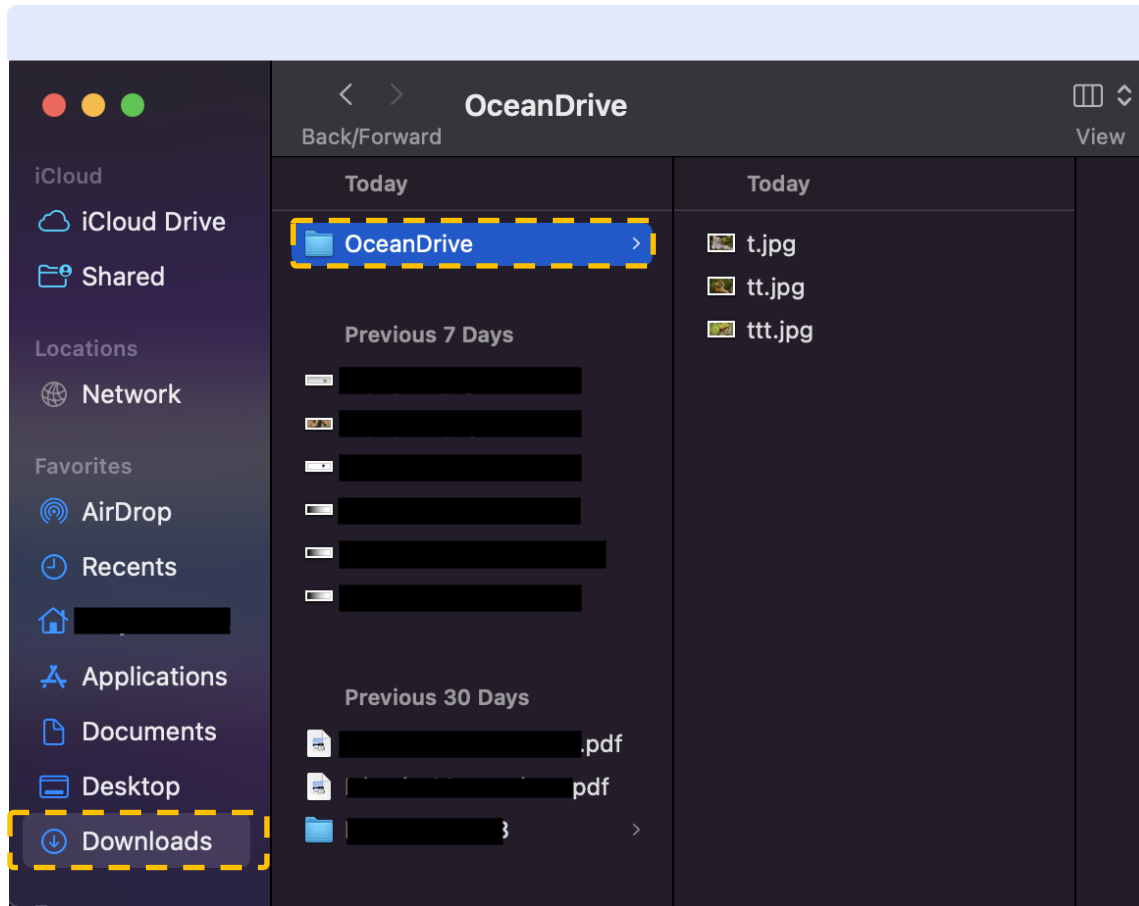 OceanDrive
Back/Forward
View
iCloud
iCloud Drive
Shared
Locations
Network
Favorites
AirDrop
Recents
Applications
Documents
Desktop
Downloads
Today
OceanDrive
Previous 7 Days
Previous 30 Days
.pdf
pdf
Today
t.jpg
tt.jpg
ttt.jpg